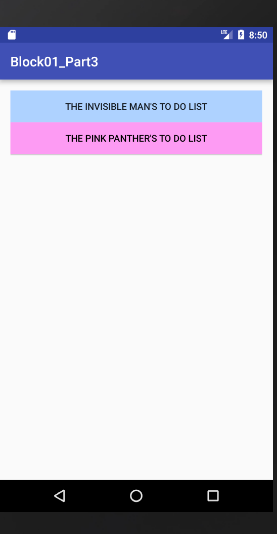 8:50
Block01_Part3
THE INVISIBLE MAN'S TO DO LIST
THE PINK PANTHER'S TO DO LIST